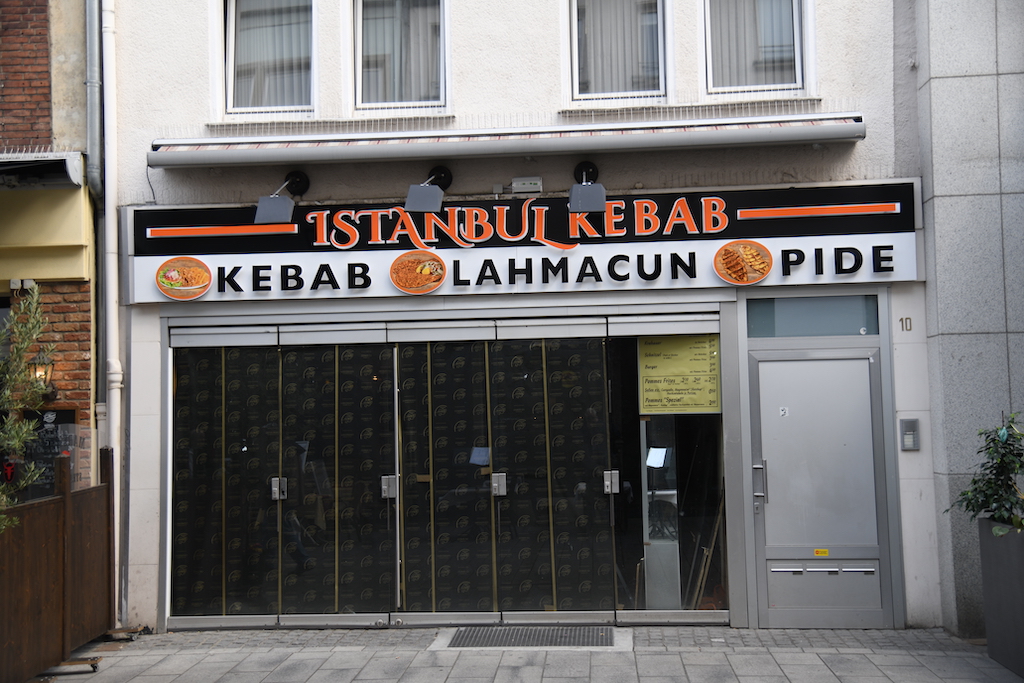 ISTANBUL KEBAB
KEBAB LAHMACUN PIDE
10
Burger
Pommes Frites
Pommes "Spezial"